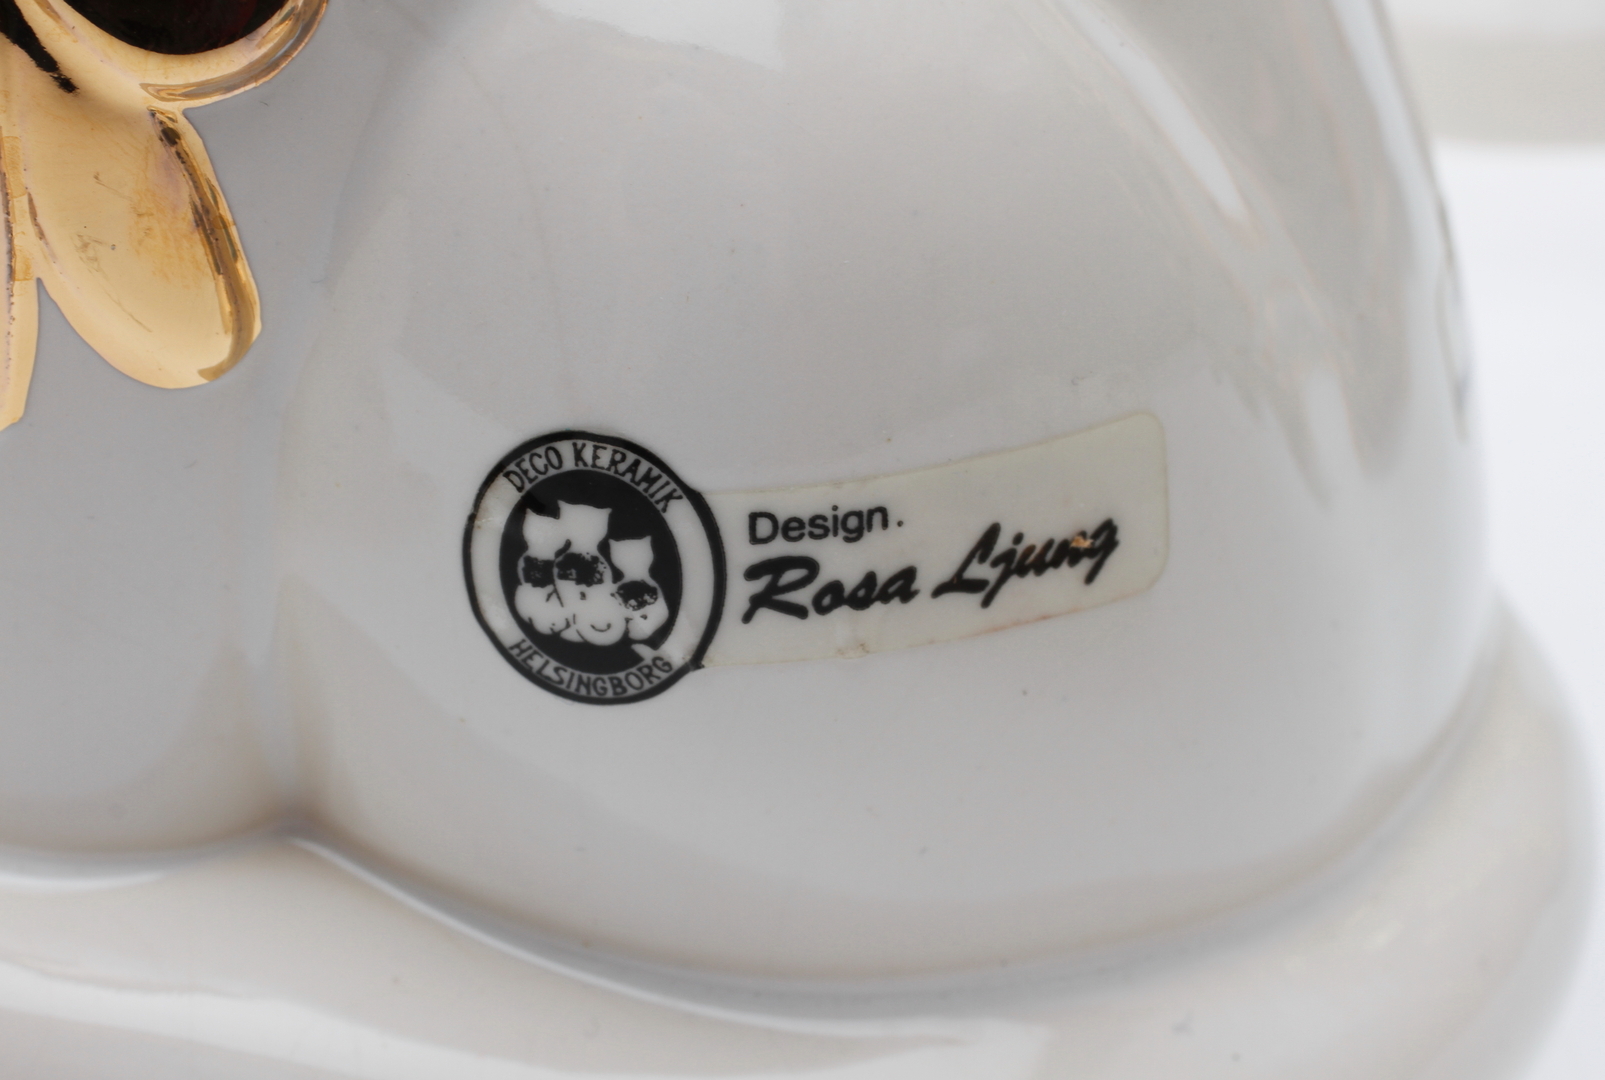 DECO KERAMIK
HELSINGBORG
Design.
Rosa Ljung